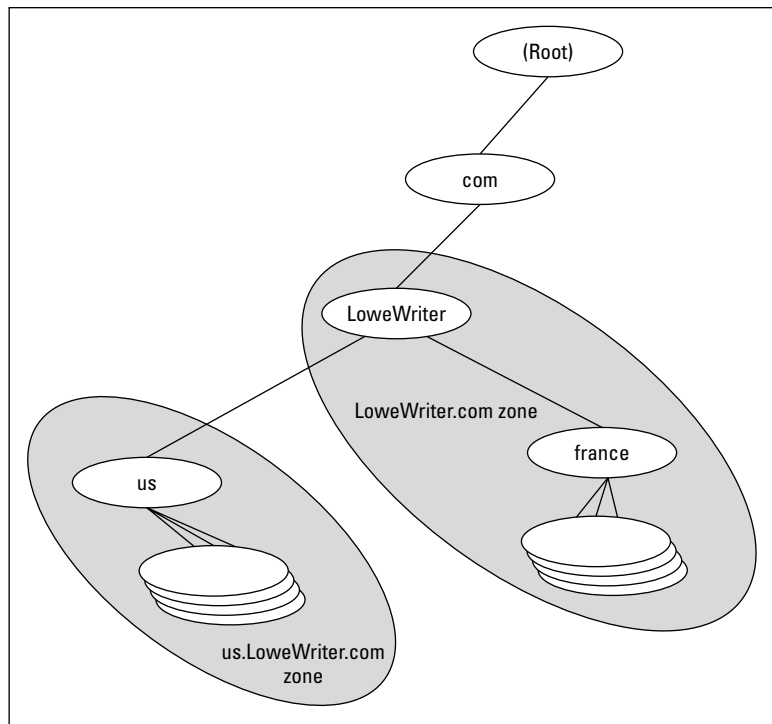 (Root)
com
LoweWriter
LoweWriter.com zone
france
us
us.LoweWriter.com
zone